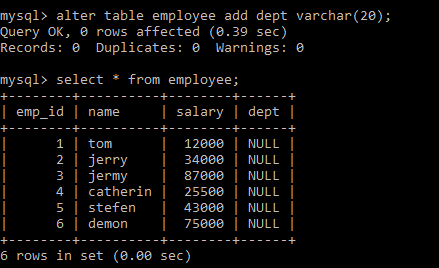 mysql> alter table employee add dept varchar(20);
Query OK, 0 rows affected (0.39 sec)
Records: 0  Duplicates: 0  Warnings: 0

mysql> select * from employee;
+--------+----------+--------+------+
| emp_id | name     | salary | dept |
+--------+----------+--------+------+
|      1 | tom      |  12000 | NULL |
|      2 | jerry    |  34000 | NULL |
|      3 | jermy    |  87000 | NULL |
|      4 | catherin |  25500 | NULL |
|      5 | stefen   |  43000 | NULL |
|      6 | demon    |  75000 | NULL |
+--------+----------+--------+------+
6 rows in set (0.00 sec)